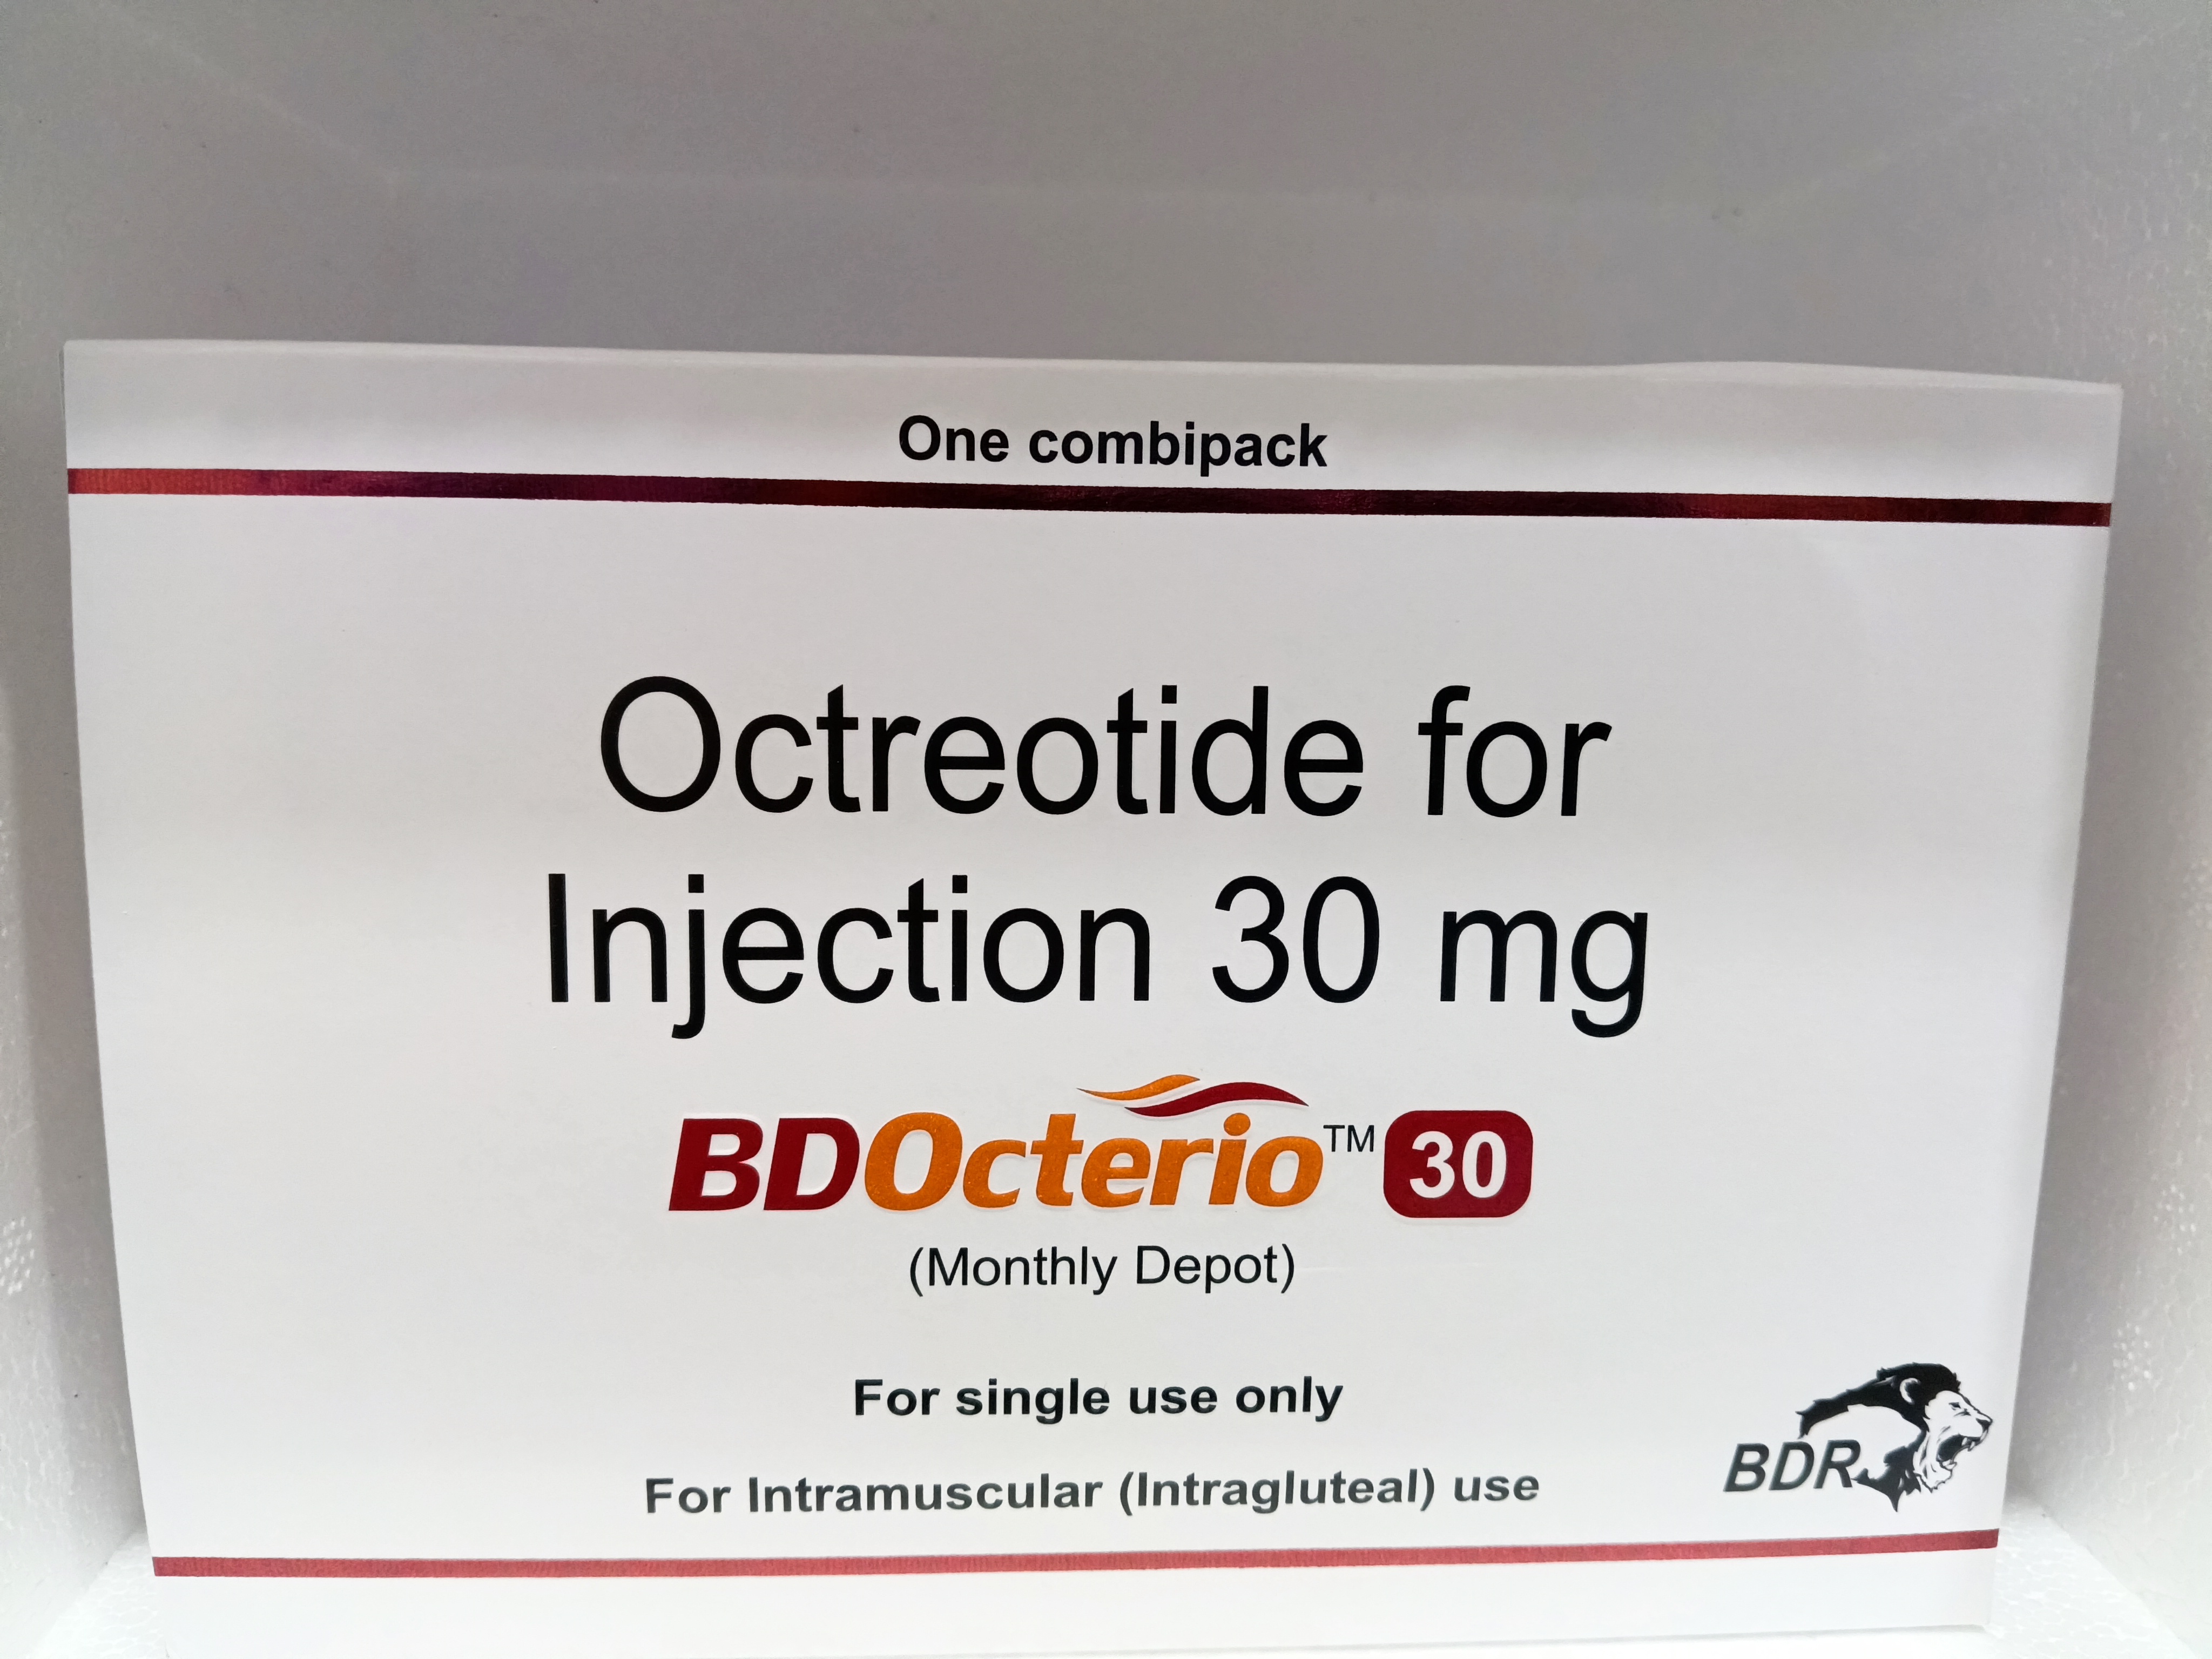 One combipack
Octreotide for
Injection 30 mg
BDOcterio™ 30
(Monthly Depot)
For single use only
For Intramuscular (Intragluteal) use
BDR